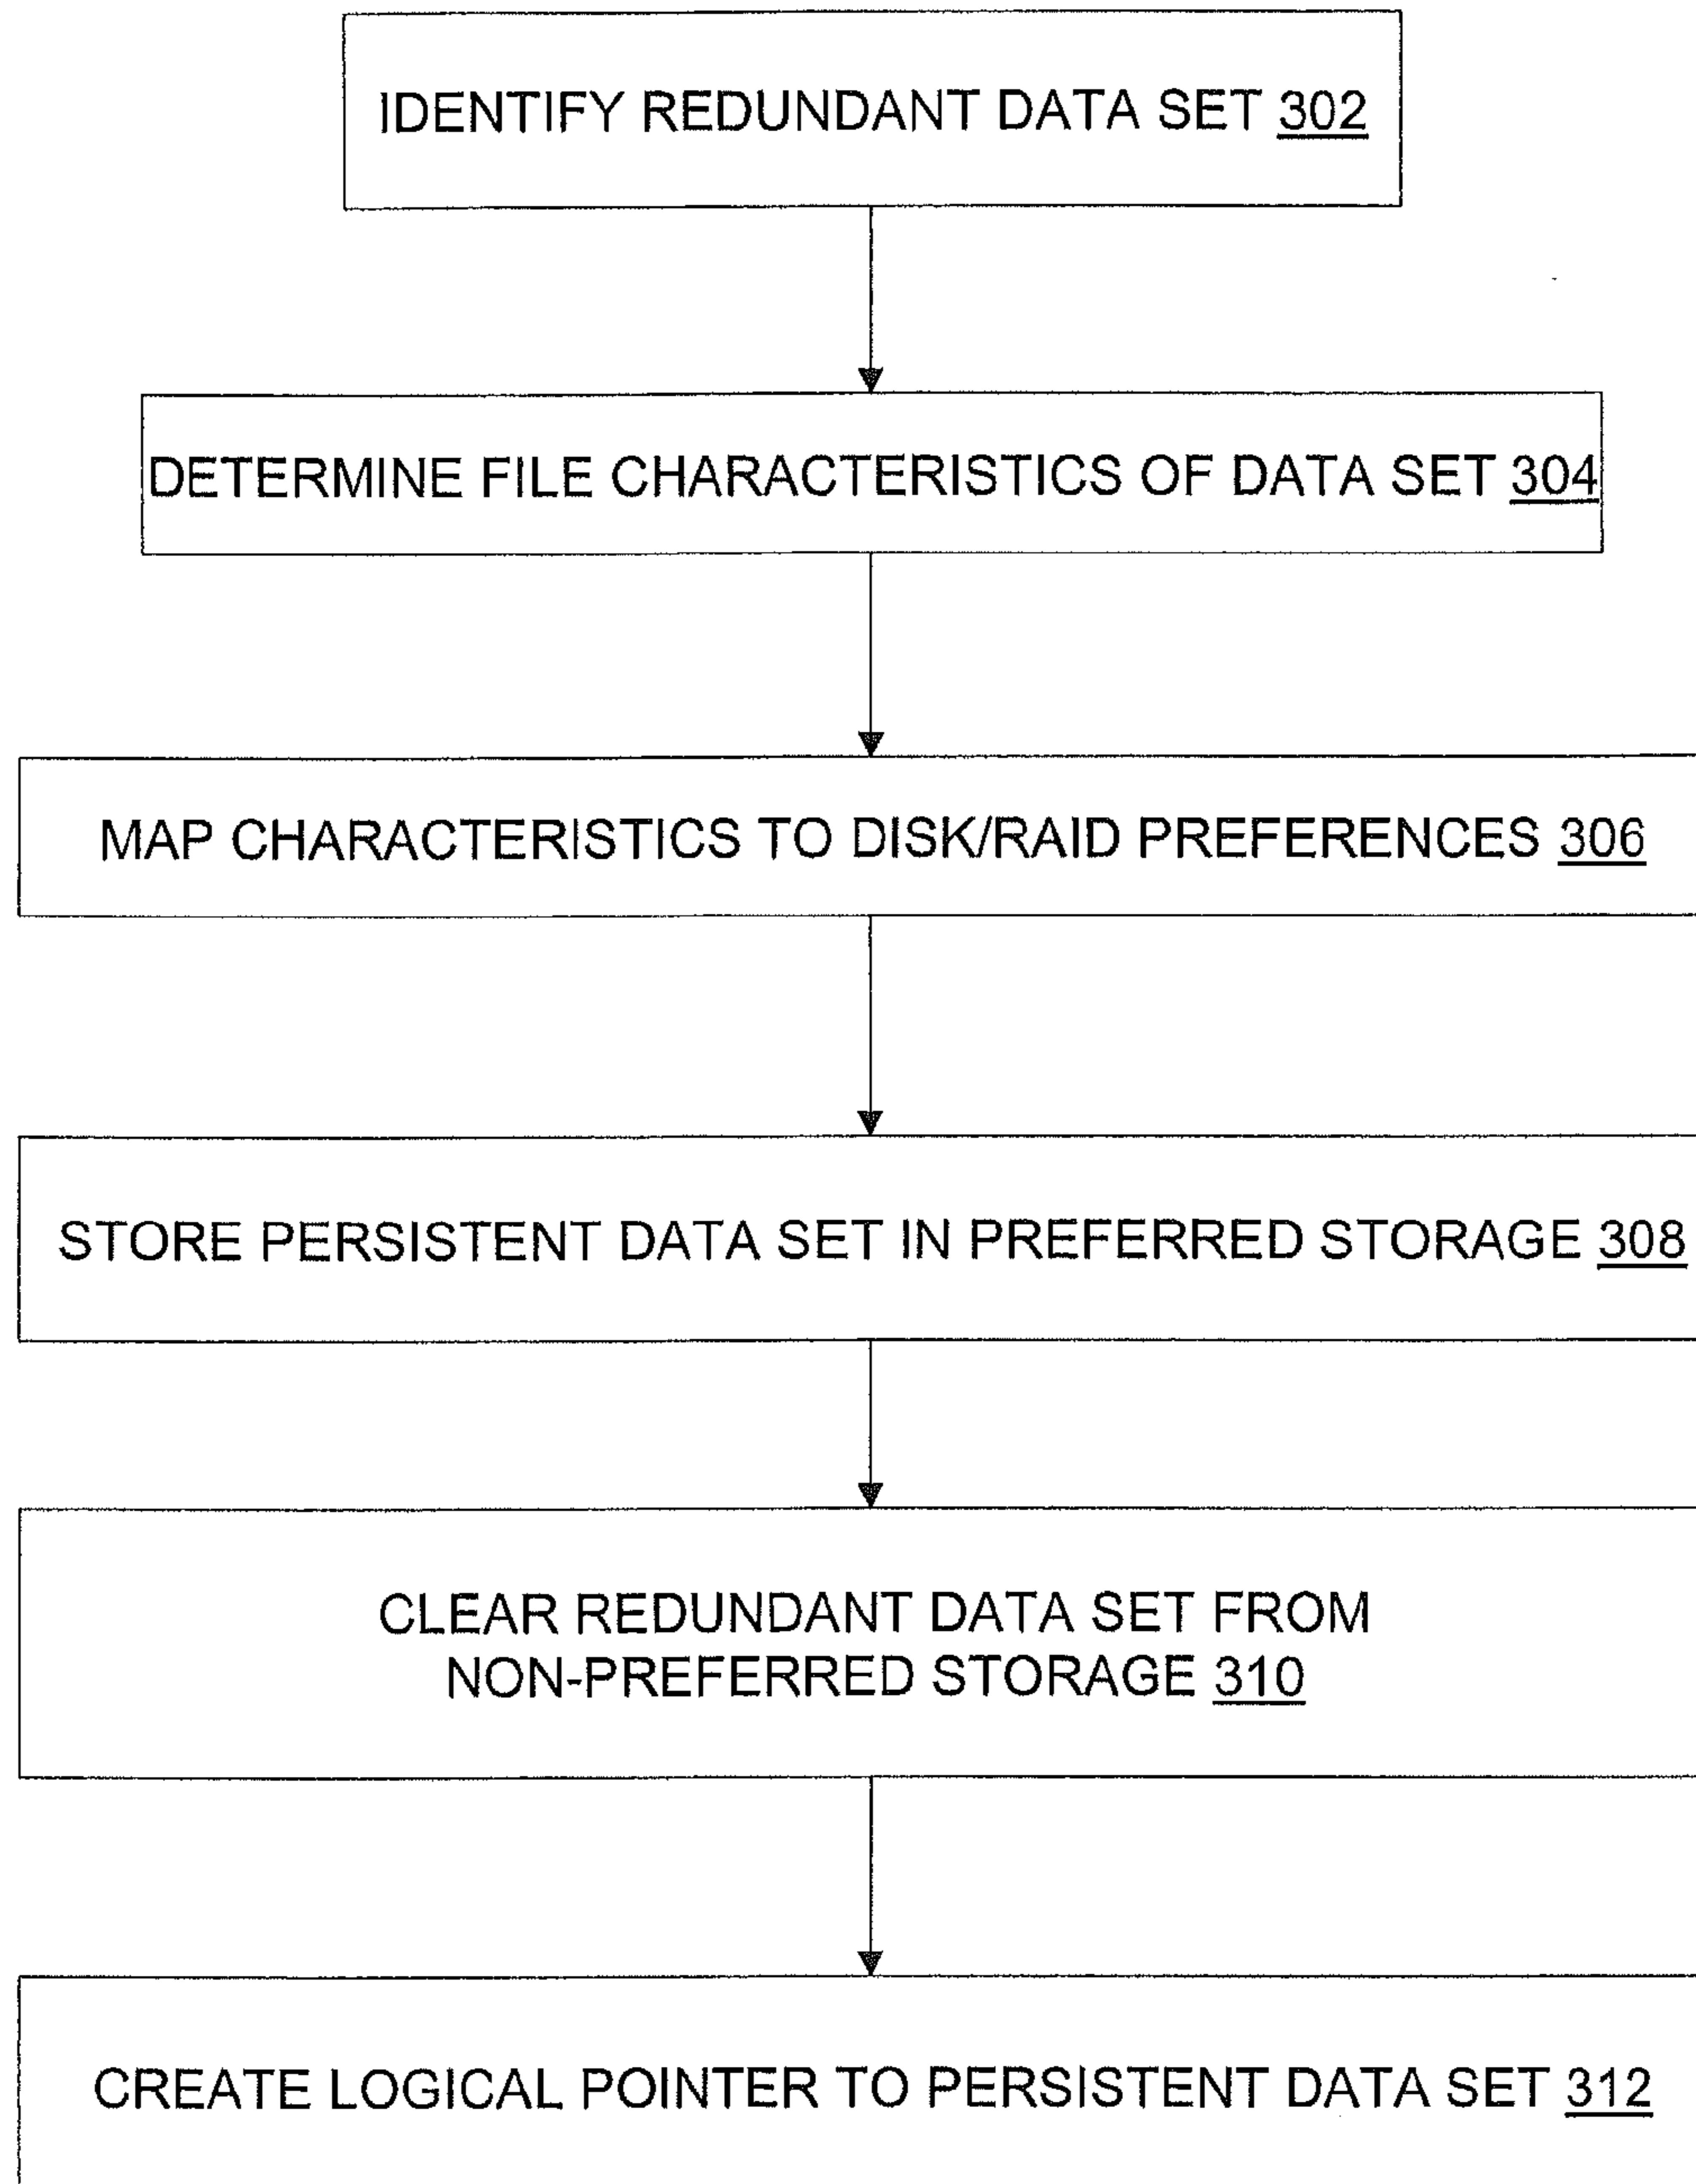 IDENTIFY REDUNDANT DATA SET 302
DETERMINE FILE CHARACTERISTICS OF DATA SET 304
MAP CHARACTERISTICS TO DISK/RAID PREFERENCES 306
STORE PERSISTENT DATA SET IN PREFERRED STORAGE 308
CLEAR REDUNDANT DATA SET FROM
NON-PREFERRED STORAGE 310
CREATE LOGICAL POINTER TO PERSISTENT DATA SET 312